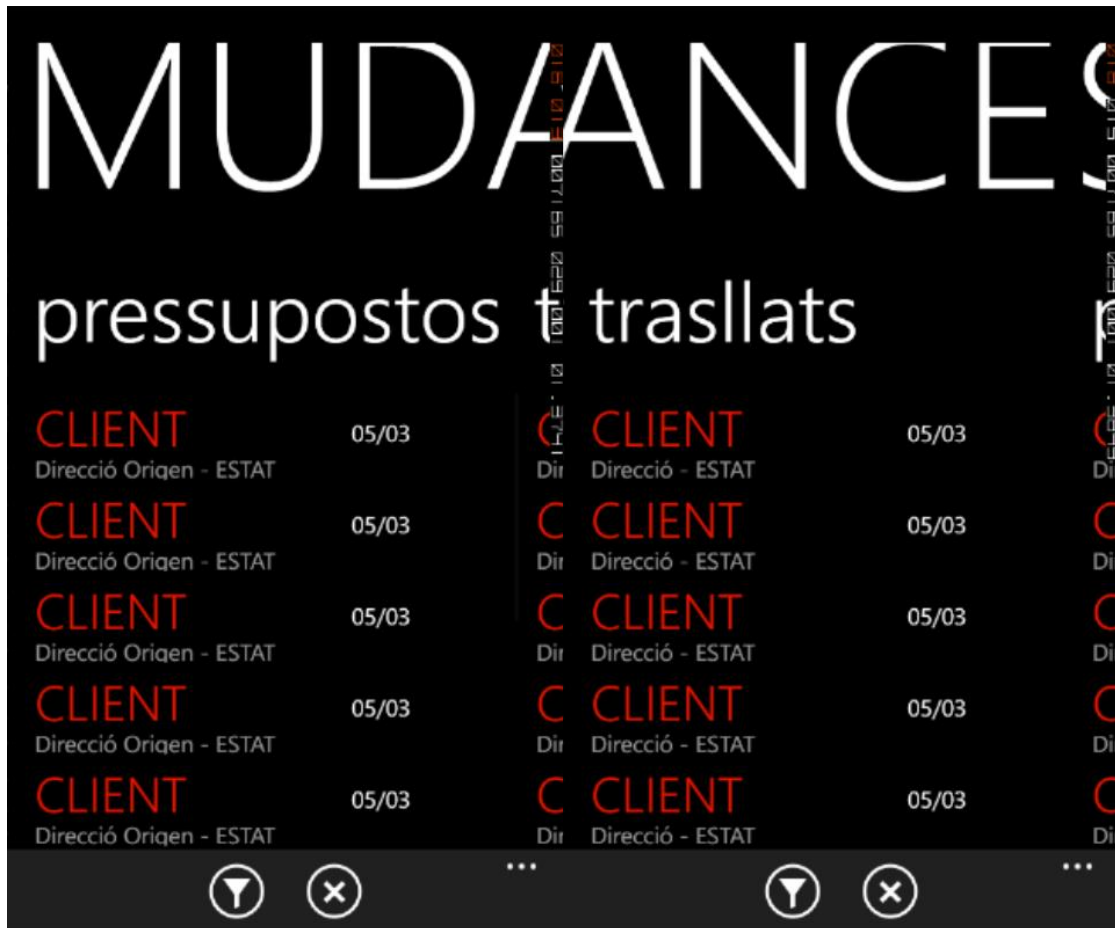 MUDA
pressupostos t
CLIENT 05/03
Direcció Origen - ESTAT
CLIENT 05/03
Direcció Origen - ESTAT
CLIENT 05/03
Direcció Origen - ESTAT
CLIENT 05/03
Direcció Origen - ESTAT
CLIENT 05/03
Direcció Origen - ESTAT
ANCES
trasllats p
CLIENT 05/03
Direcció - ESTAT
CLIENT 05/03
Direcció - ESTAT
CLIENT 05/03
Direcció - ESTAT
CLIENT 05/03
Direcció - ESTAT
CLIENT 05/03
Direcció - ESTAT